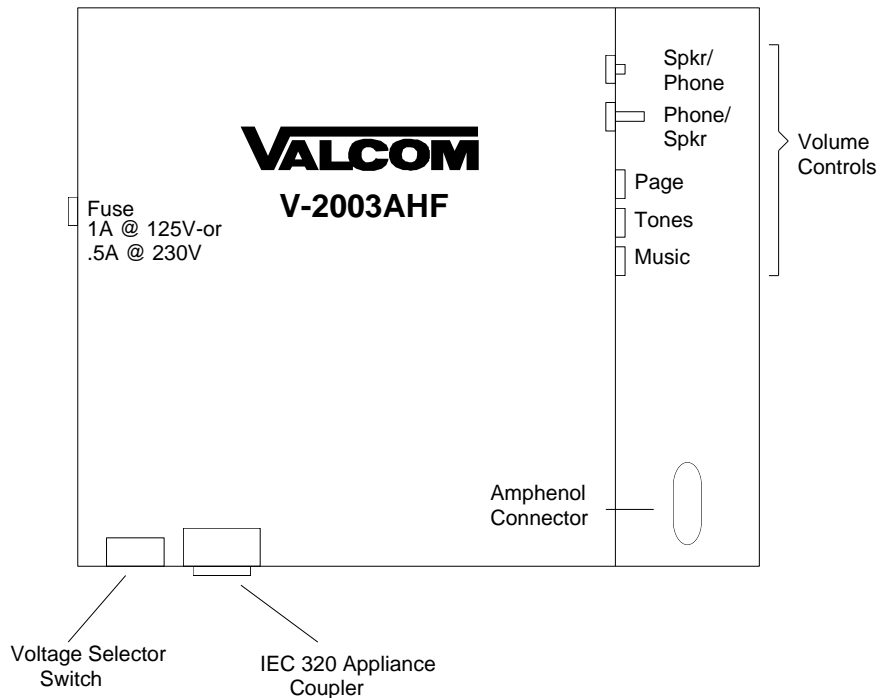 Spkr/
Phone
Phone/
Spkr
Volume
Controls
VALCOM
V-2003AHF
Page
Tones
Music
Fuse
1A @ 125V-or
.5A @ 230V
Amphenol
Connector
Voltage Selector
Switch
IEC 320 Appliance
Coupler